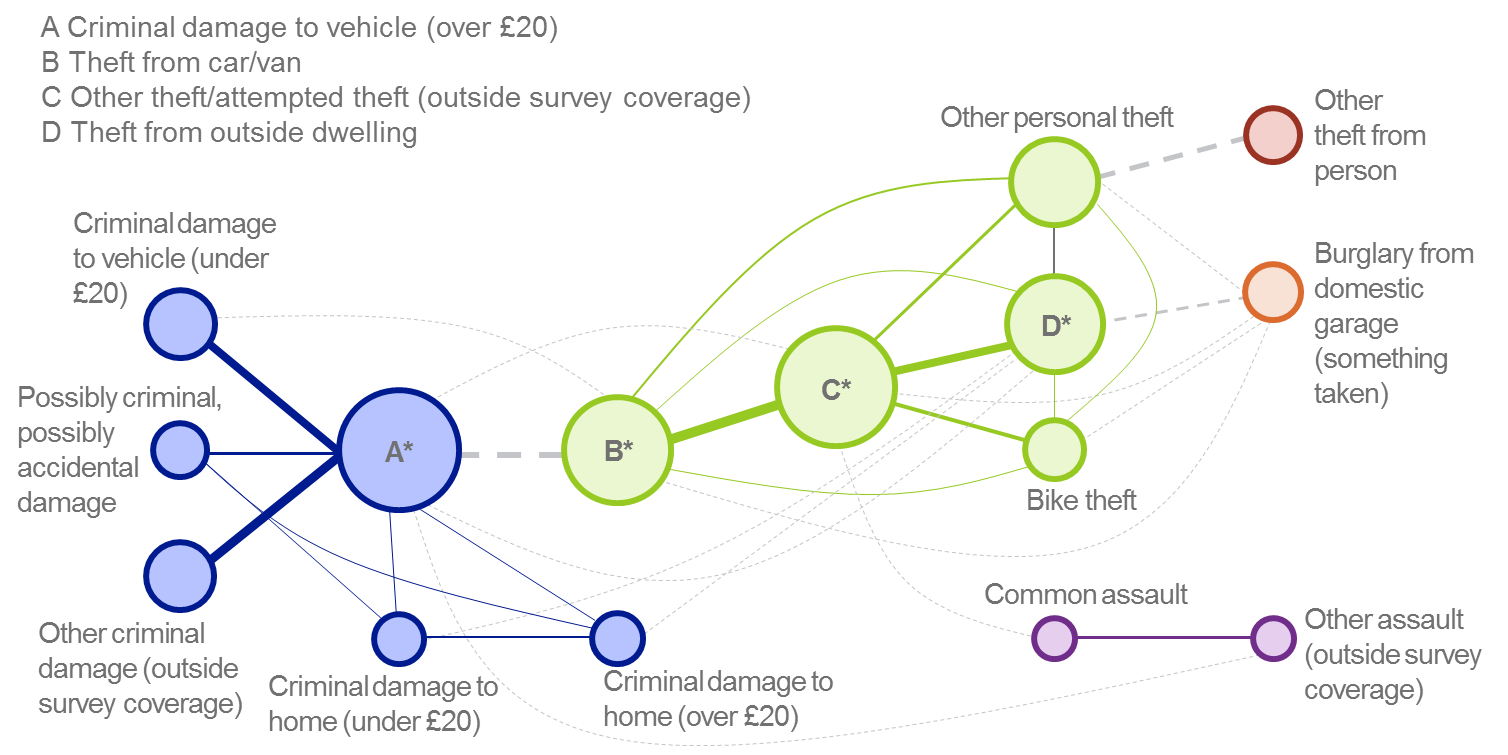 A Criminal damage to vehicle (over £20)
B Theft from car/van
C Other theft/attempted theft (outside survey coverage)
D Theft from outside dwelling
Other personal theft
Other
theft from
person
Criminal damage
to vehicle (under
£20)
Burglary from
domestic
garage
(something
taken)
D*
C*
Possibly criminal,
possibly
accidental
damage
A*
B*
Bike theft
Other criminal
damage (outside
survey coverage)
Common assault
Other assault
(outside survey
coverage)
Criminal damage to
home (under £20)
Criminal damage to
home (over £20)